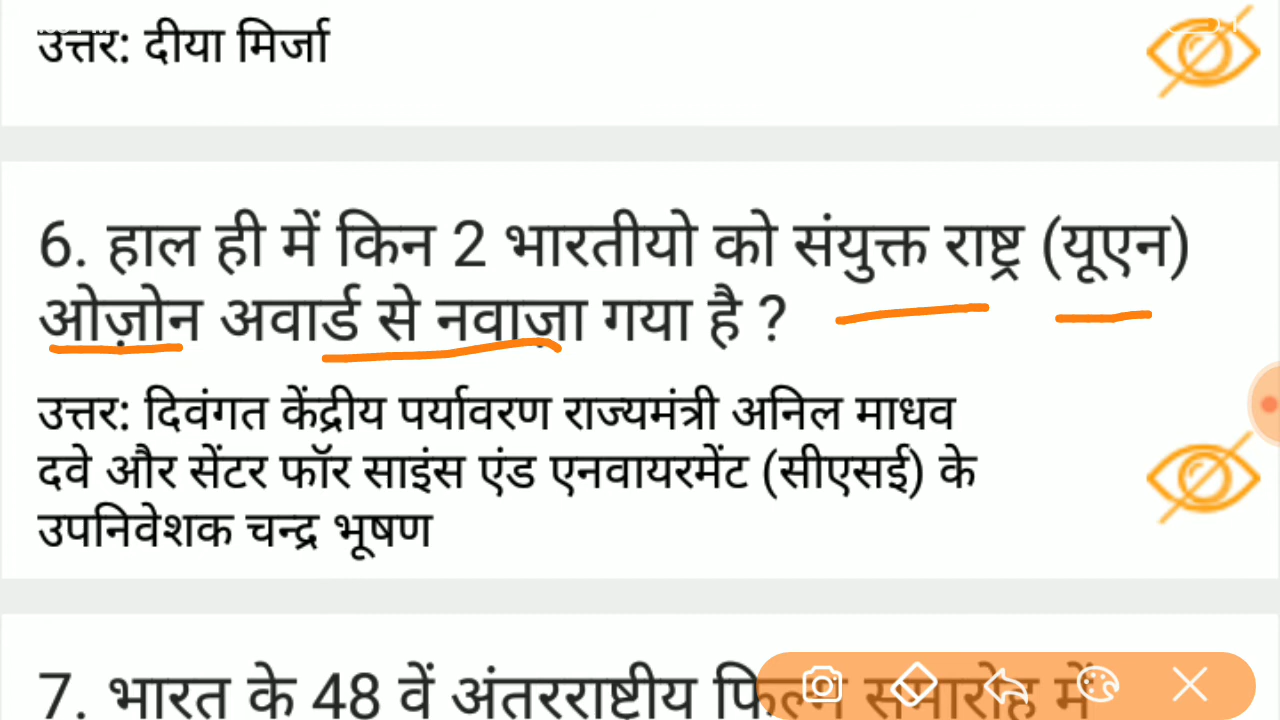 उत्तर: दीया मिर्जा
6. हाल ही में किन 2 भारतीयो को संयुक्त राष्ट्र (यूएन)
ओज़ोन अवार्ड से नवाज़ा गया है ?
उत्तर: दिवंगत केंद्रीय पर्यावरण राज्यमंत्री अनिल माधव
दवे और सेंटर फॉर साइंस एंड एनवायरमेंट (सीएसई) के
उपनिवेशक चन्द्र भूषण
7. भारत के 48 वें अंतरराष्टीय फिल्म समारोह में